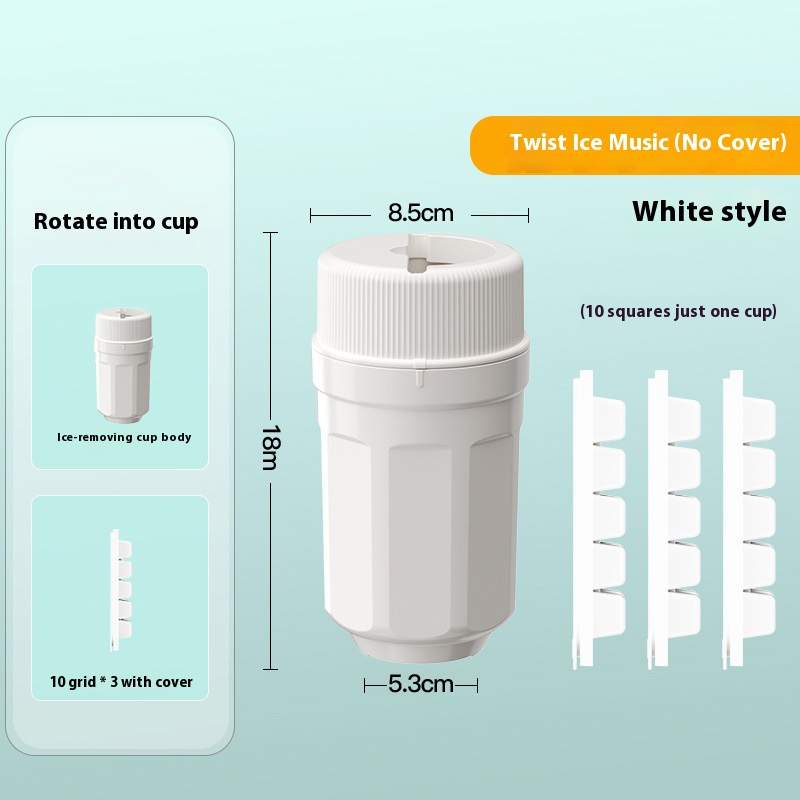 Twist Ice Music (No Cover)
White style
(10 squares just one cup)
Rotate into cup
Ice-removing cup body
10 grid * 3 with cover
8.5cm
18m
5.3cm